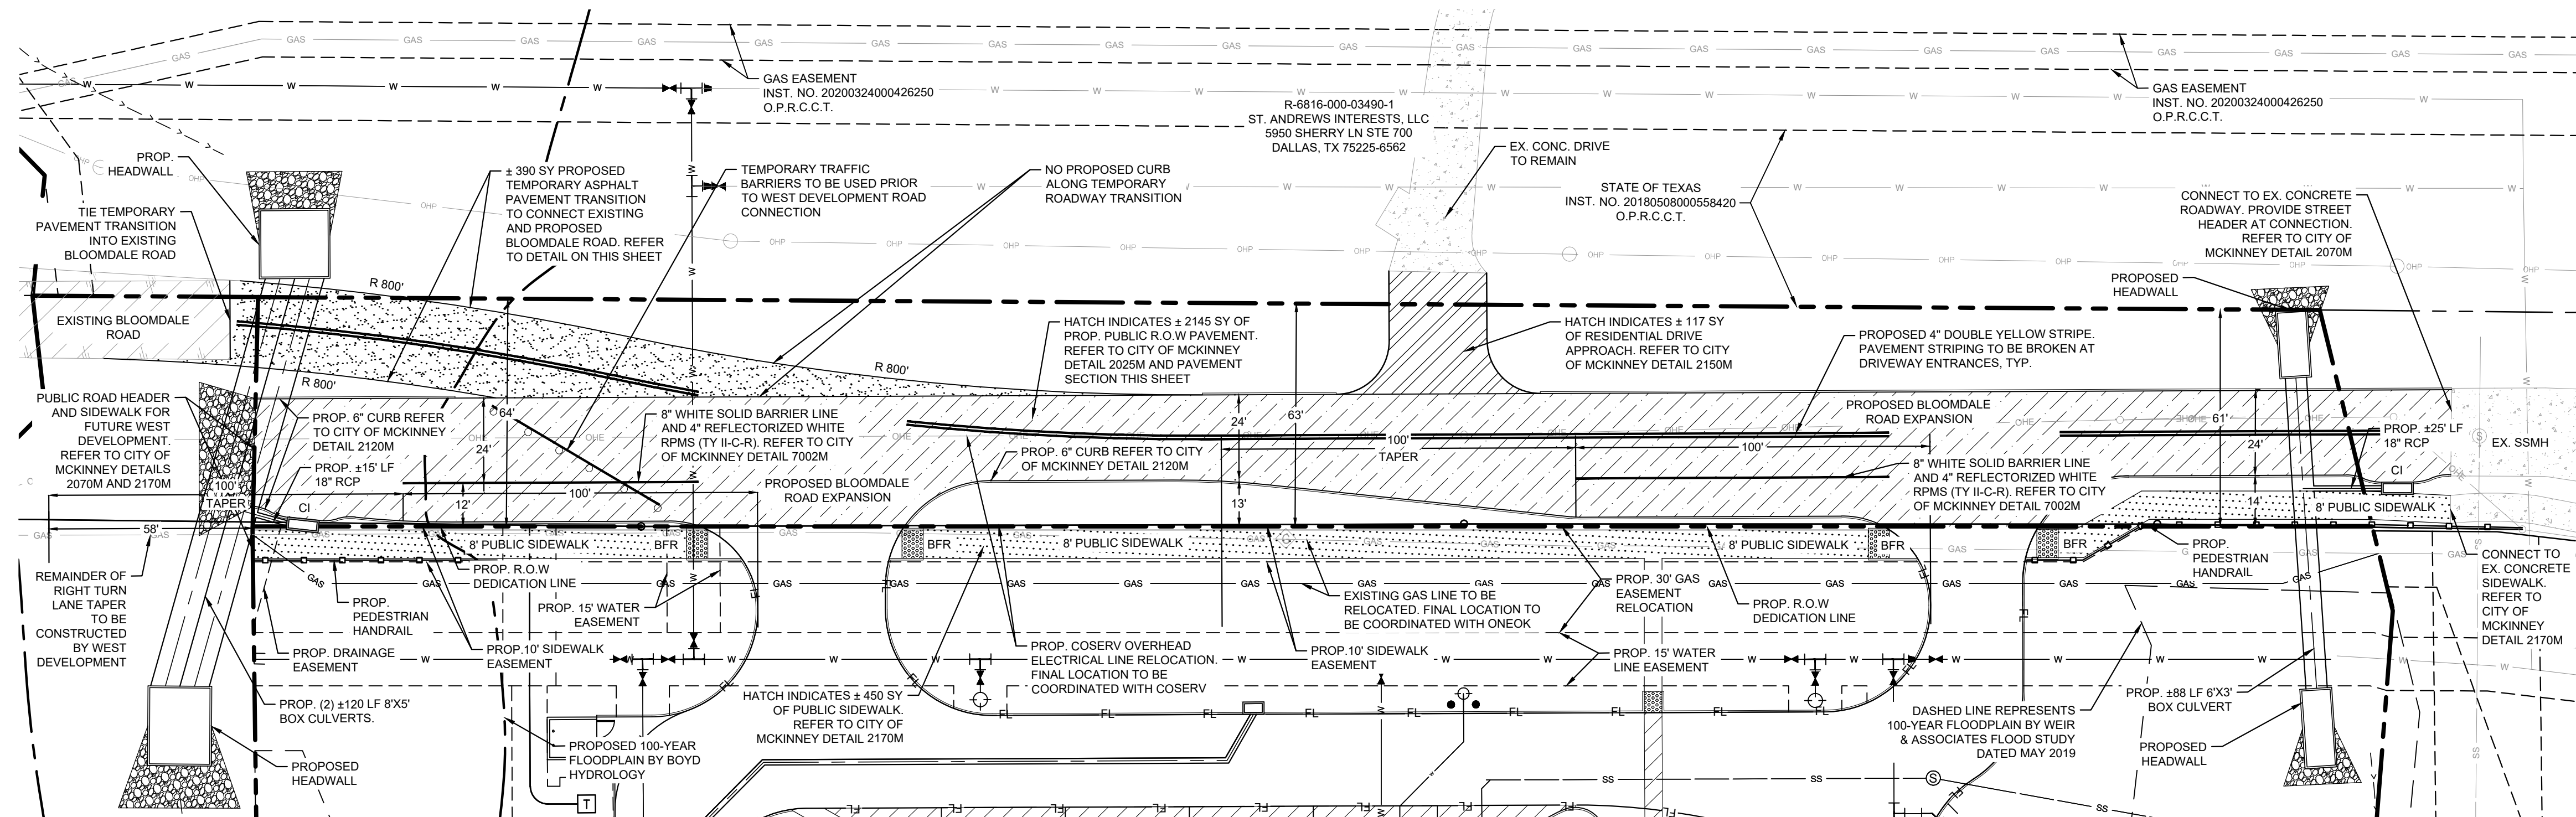 GAS EASEMENT
INST. NO. 20200324000426250
O.P.R.C.C.T.
R-6816-000-03490-1
ST. ANDREWS INTERESTS, LLC
5950 SHERRY LN STE 700
DALLAS, TX 75225-6562
GAS EASEMENT
INST. NO. 20200324000426250
O.P.R.C.C.T.
PROP.
HEADWALL
TIE TEMPORARY
PAVEMENT TRANSITION
INTO EXISTING
BLOOMDALE ROAD
± 390 SY PROPOSED
TEMPORARY ASPHALT
PAVEMENT TRANSITION
TO CONNECT EXISTING
AND PROPOSED
BLOOMDALE ROAD. REFER
TO DETAIL ON THIS SHEET
TEMPORARY TRAFFIC
BARRIERS TO BE USED PRIOR
TO WEST DEVELOPMENT ROAD
CONNECTION
NO PROPOSED CURB
ALONG TEMPORARY
ROADWAY TRANSITION
EX. CONC. DRIVE
TO REMAIN
STATE OF TEXAS
INST. NO. 20180508000558420
O.P.R.C.C.T.
CONNECT TO EX. CONCRETE
ROADWAY. PROVIDE STREET
HEADER AT CONNECTION.
REFER TO CITY OF
MCKINNEY DETAIL 2070M
PROPOSED
HEADWALL
R 800'
EXISTING BLOOMDALE
ROAD
R 800'
R 800'
HATCH INDICATES ± 2145 SY OF
PROP. PUBLIC R.O.W PAVEMENT.
REFER TO CITY OF MCKINNEY
DETAIL 2025M AND PAVEMENT
SECTION THIS SHEET
HATCH INDICATES ± 117 SY
OF RESIDENTIAL DRIVE
APPROACH. REFER TO CITY
OF MCKINNEY DETAIL 2150M
PROPOSED 4" DOUBLE YELLOW STRIPE.
PAVEMENT STRIPING TO BE BROKEN AT
DRIVEWAY ENTRANCES, TYP.
PUBLIC ROAD HEADER
AND SIDEWALK FOR
FUTURE WEST
DEVELOPMENT.
REFER TO CITY OF
MCKINNEY DETAILS
2070M AND 2170M
PROP. 6" CURB REFER
TO CITY OF MCKINNEY
DETAIL 2120M
PROP. ±15' LF
18" RCP
64'
24'
8" WHITE SOLID BARRIER LINE
AND 4" REFLECTORIZED WHITE
RPMS (TY II-C-R). REFER TO CITY
OF MCKINNEY DETAIL 7002M
24'
63'
PROP. 6" CURB REFER TO CITY
OF MCKINNEY DETAIL 2120M
100'
TAPER
PROPOSED BLOOMDALE
ROAD EXPANSION
61'
24'
PROP. ±25' LF
18" RCP
EX. SSMH
100'
8" WHITE SOLID BARRIER LINE
AND 4" REFLECTORIZED WHITE
RPMS (TY II-C-R). REFER TO CITY
OF MCKINNEY DETAIL 7002M
CI
100'
TAPER
CI
12'
100'
PROPOSED BLOOMDALE
ROAD EXPANSION
13'
14'
8' PUBLIC SIDEWALK
58'
8' PUBLIC SIDEWALK
BFR
BFR
8' PUBLIC SIDEWALK
8' PUBLIC SIDEWALK
BFR
BFR
PROP.
PEDESTRIAN
HANDRAIL
CONNECT TO
EX. CONCRETE
SIDEWALK.
REFER TO
CITY OF
MCKINNEY
DETAIL 2170M
REMAINDER OF
RIGHT TURN
LANE TAPER
TO BE
CONSTRUCTED
BY WEST
DEVELOPMENT
PROP.
PEDESTRIAN
HANDRAIL
PROP. R.O.W
DEDICATION LINE
PROP. 15' WATER
EASEMENT
PROP. DRAINAGE
EASEMENT
PROP.10' SIDEWALK
EASEMENT
EXISTING GAS LINE TO BE
RELOCATED. FINAL LOCATION TO
BE COORDINATED WITH ONEOK
PROP. 30' GAS
EASEMENT
RELOCATION
PROP. R.O.W
DEDICATION LINE
PROP. COSERV OVERHEAD
ELECTRICAL LINE RELOCATION.
FINAL LOCATION TO BE
COORDINATED WITH COSERV
PROP.10' SIDEWALK
EASEMENT
PROP. 15' WATER
LINE EASEMENT
PROP. (2) ±120 LF 8'X5'
BOX CULVERTS.
HATCH INDICATES ± 450 SY
OF PUBLIC SIDEWALK.
REFER TO CITY OF
MCKINNEY DETAIL 2170M
PROPOSED 100-YEAR
FLOODPLAIN BY BOYD
HYDROLOGY
PROPOSED
HEADWALL
DASHED LINE REPRESENTS
100-YEAR FLOODPLAIN BY WEIR
& ASSOCIATES FLOOD STUDY
DATED MAY 2019
PROP. ±88 LF 6'X3'
BOX CULVERT
PROPOSED
HEADWALL
T
S